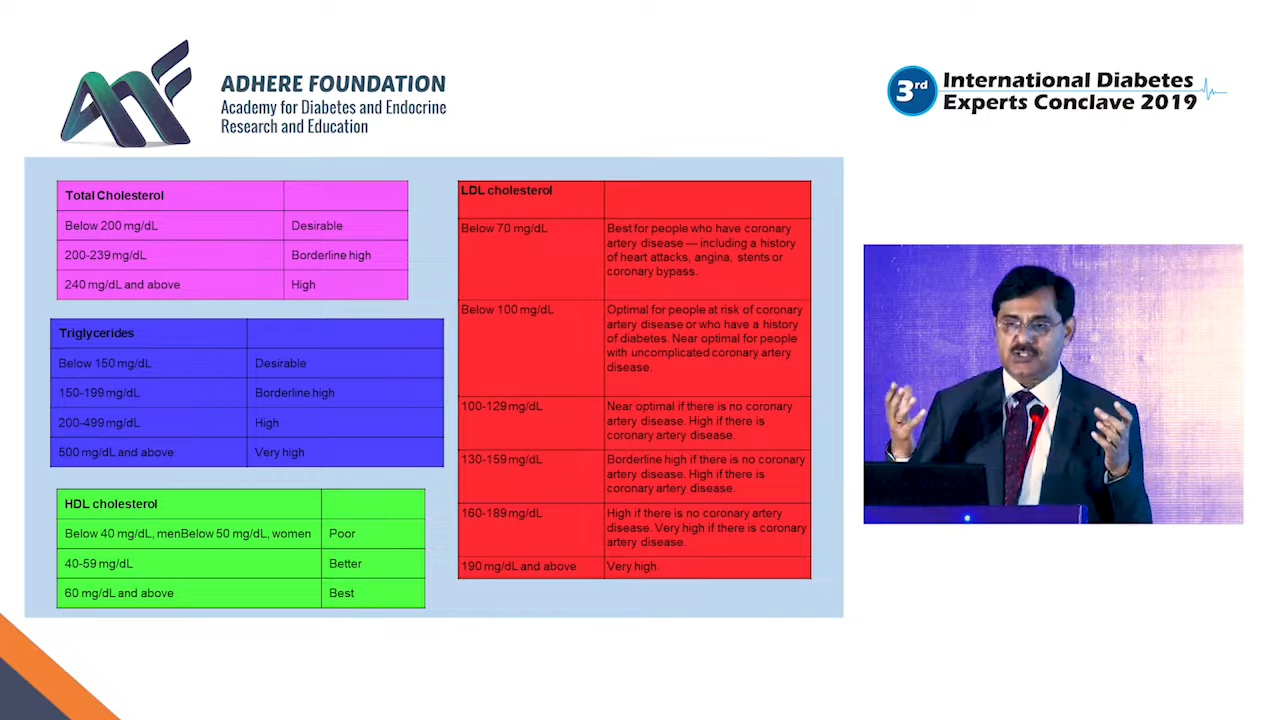 ADHERE FOUNDATION
Academy for Diabetes and Endocrine
Research and Education
3rd
International Diabetes
Experts Conclave 2019
Total Cholesterol
Below 200 mg/dL Desirable
200-239 mg/dL Borderline high
240 mg/dL and above High
Triglycerides
Below 150 mg/dL Desirable
150-199 mg/dL Borderline high
200-499 mg/dL High
500 mg/dL and above Very high
HDL cholesterol
Below 40 mg/dL, menBelow 50 mg/dL, women Poor
40-59 mg/dL Better
60 mg/dL and above Best
LDL cholesterol
Below 70 mg/dL Best for people who have coronary
artery disease — including a history
of heart attacks, angina, stents or
coronary bypass.
Below 100 mg/dL Optimal for people at risk of coronary
artery disease or who have a history
of diabetes. Near optimal for people
with uncomplicated coronary artery
disease.
100-129 mg/dL Near optimal if there is no coronary
artery disease. High if there is
coronary artery disease.
130-159 mg/dL Borderline high if there is no coronary
artery disease. High if there is
coronary artery disease.
160-189 mg/dL High if there is no coronary artery
disease. Very high if there is coronary
artery disease.
190 mg/dL and above Very high.